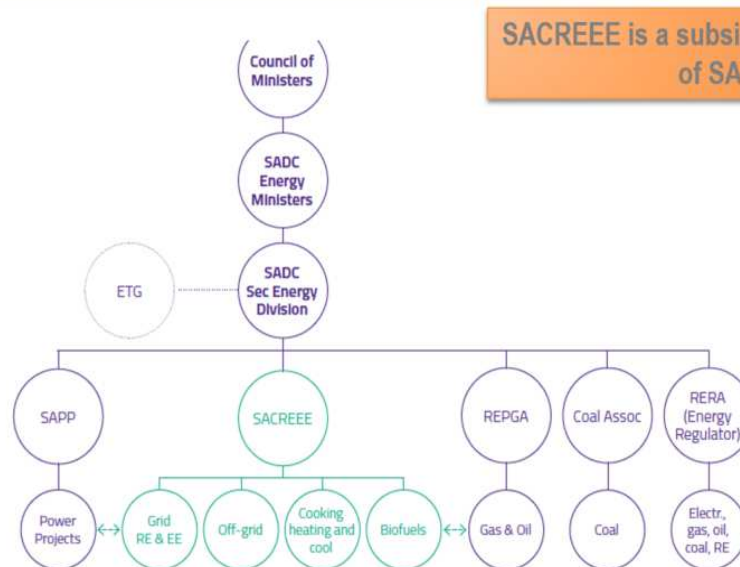 SACREEE is a subsi
of SA
Council of
Ministers
SADC
Energy
Ministers
ETG
SADC
Sec Energy
Division
SAPP
SACREEE
REPGA
Coal Assoc
RERA
(Energy
Regulator)
Power
Projects
Grid
RE & EE
Off-grid
Cooking
heating and
cool
Biofuels
Gas & Oil
Coal
Electr.,
gas, oil,
coal, RE